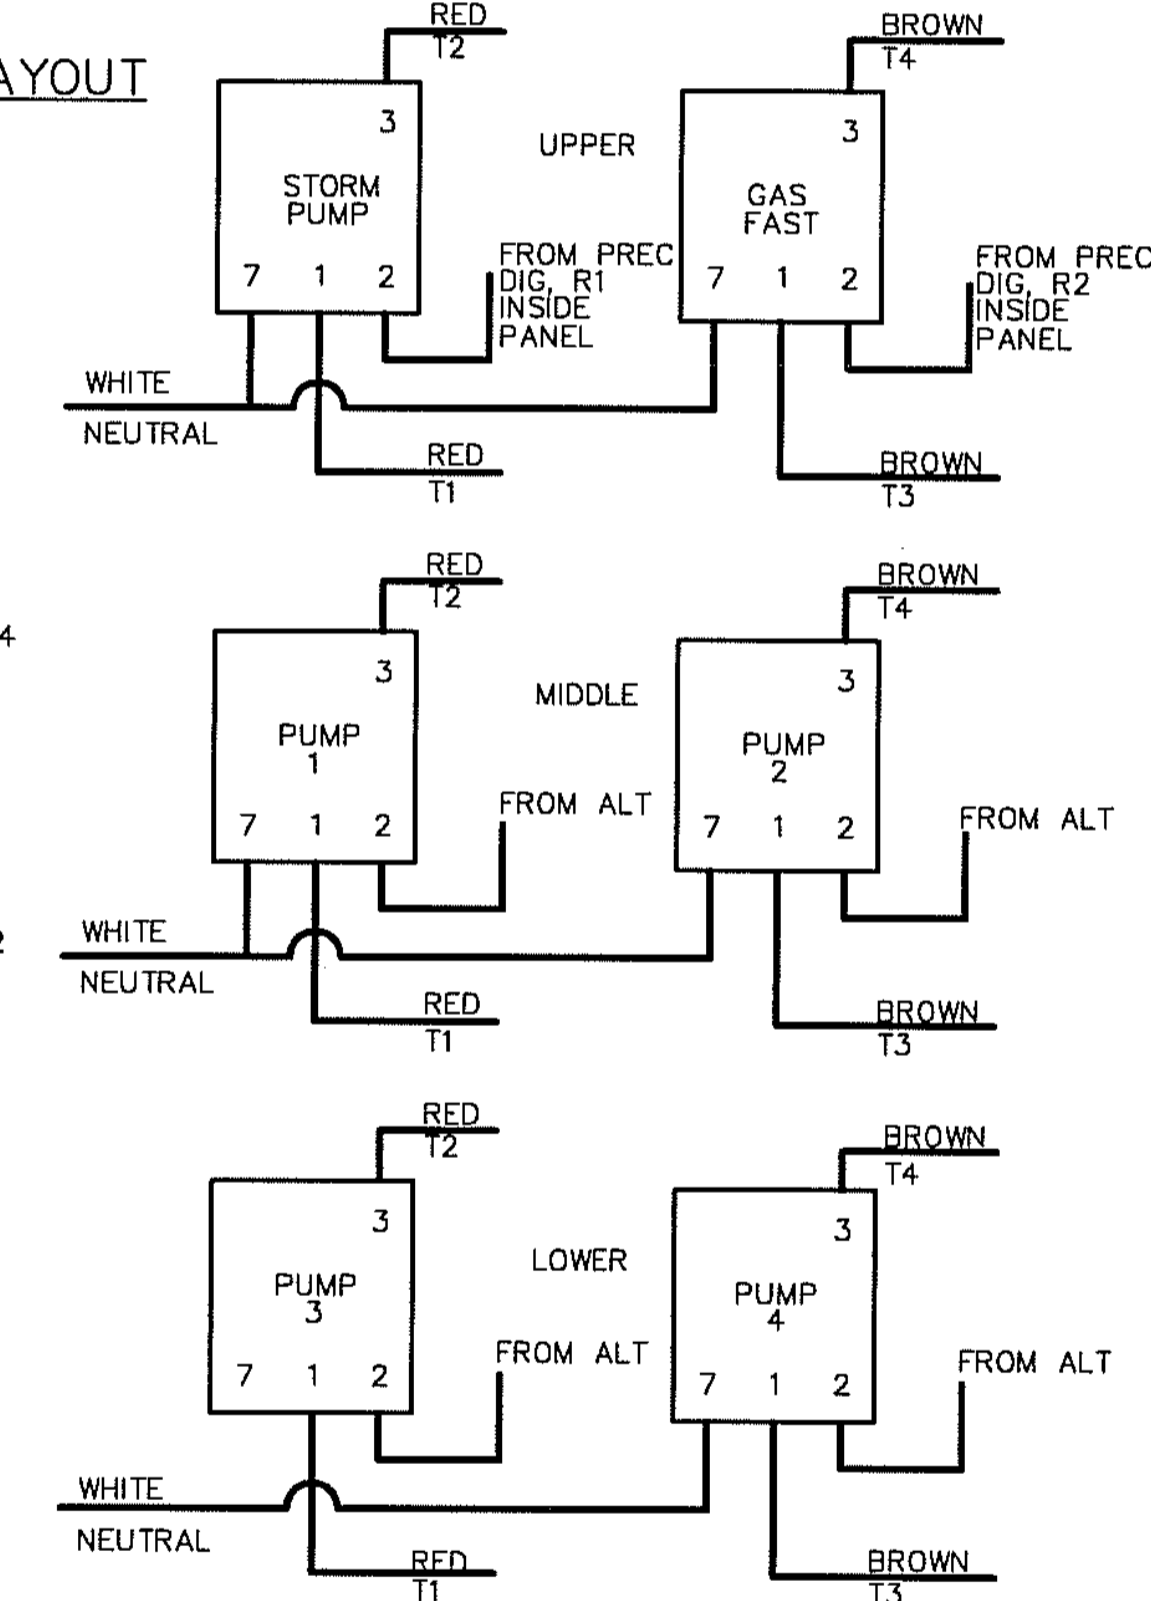 RED
T2
BROWN
T4
AYOUT
3
3
UPPER
STORM
PUMP
GAS
FAST
FROM PREC
DIG, R1
INSIDE
PANEL
FROM PREC
DIG, R2
INSIDE
PANEL
7 1 2
7 1 2
WHITE
NEUTRAL
RED
T1
BROWN
T3
RED
T2
BROWN
T4
4
3
3
MIDDLE
PUMP
1
PUMP
2
FROM ALT
FROM ALT
7 1 2
7 1 2
2
WHITE
NEUTRAL
RED
T1
BROWN
T3
RED
T2
BROWN
T4
3
3
LOWER
PUMP
3
PUMP
4
FROM ALT
FROM ALT
7 1 2
7 1 2
WHITE
NEUTRAL
RED
T1
BROWN
T3